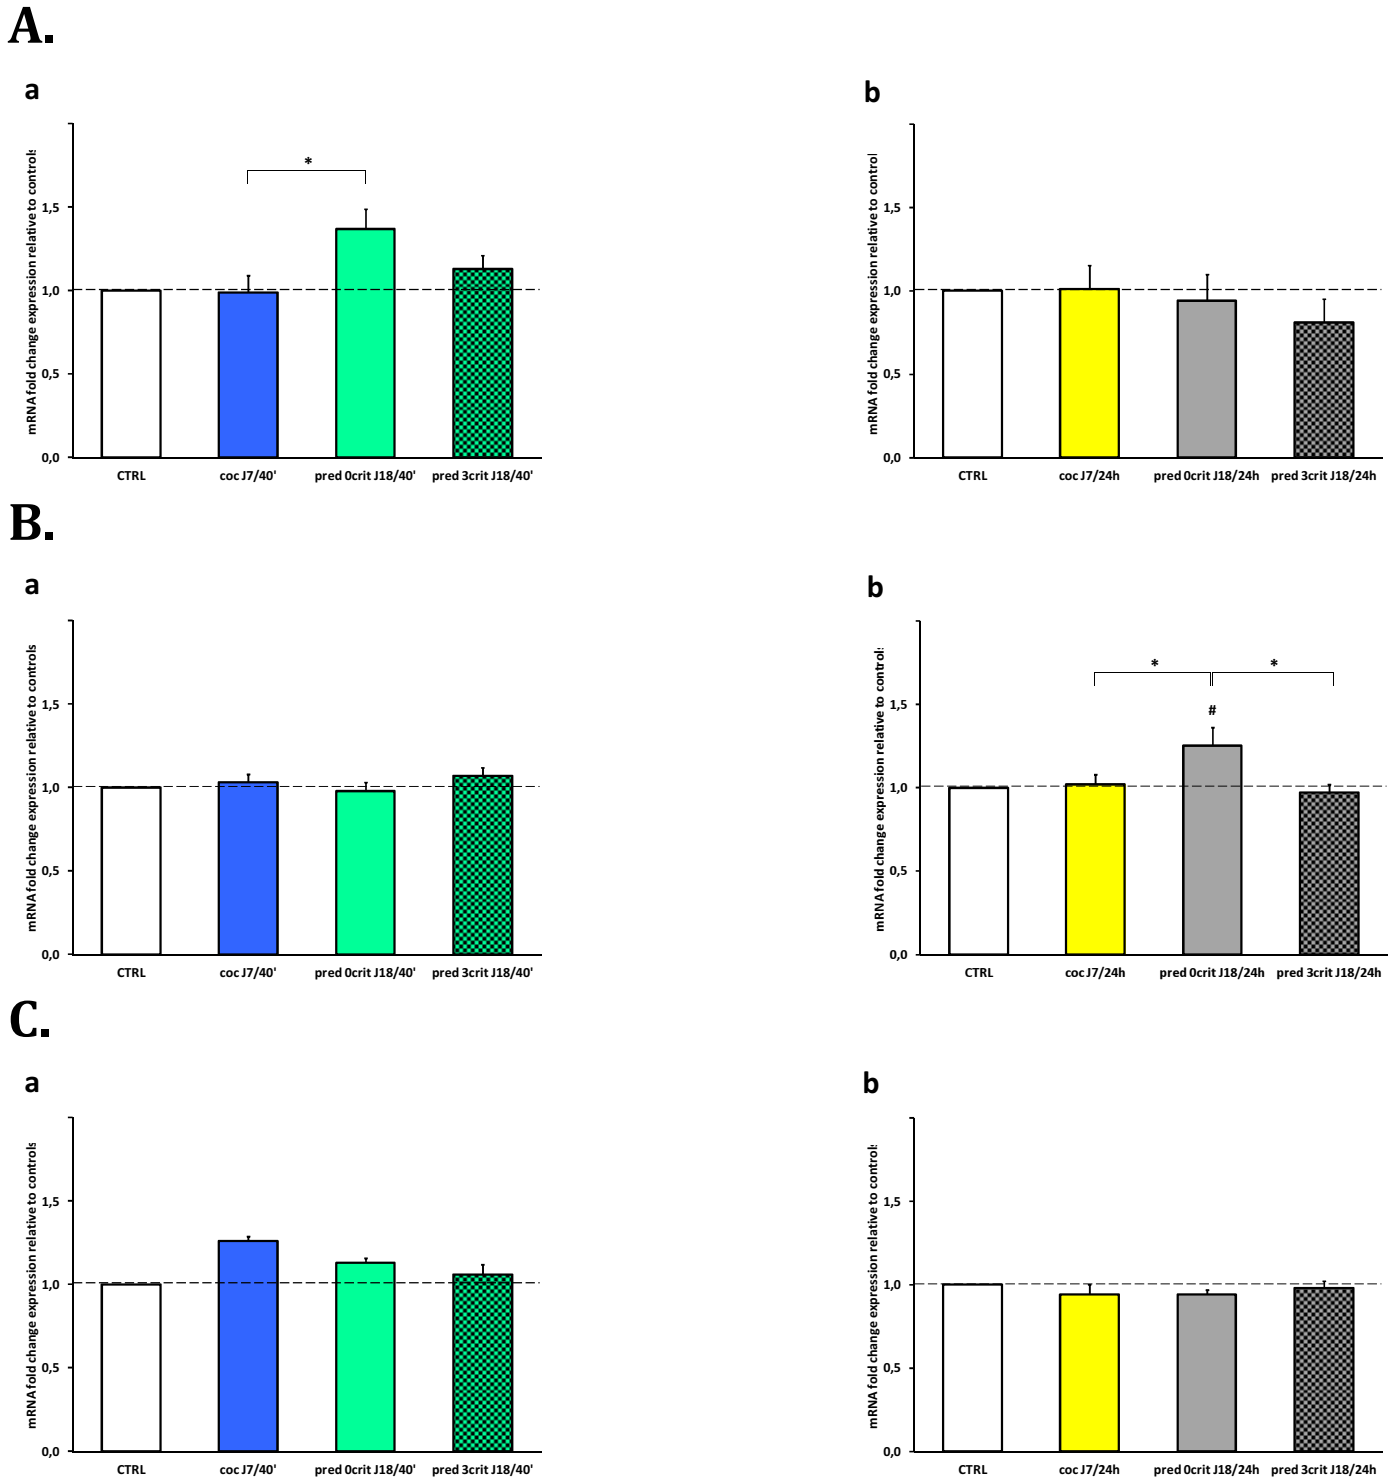 A.
a
mRNA fold change expression relative to controls
1,5
1,0
0,5
0,0
*
CTRL
coc J7/40'
pred 0crit J18/40'
pred 3crit J18/40'
b
mRNA fold change expression relative to control
1,5
1,0
0,5
0,0
CTRL
coc J7/24h
pred 0crit J18/24h
pred 3crit J18/24h
B.
a
mRNA fold change expression relative to controls
1,5
1,0
0,5
0,0
CTRL
coc J7/40'
pred 0crit J18/40'
pred 3crit J18/40'
b
mRNA fold change expression relative to controls
1,5
1,0
0,5
0,0
*
*
#
CTRL
coc J7/24h
pred 0crit J18/24h
pred 3crit J18/24h
C.
a
mRNA fold change expression relative to controls
1,5
1,0
0,5
0,0
CTRL
coc J7/40'
pred 0crit J18/40'
pred 3crit J18/40'
b
mRNA fold change expression relative to controls
1,5
1,0
0,5
0,0
CTRL
coc J7/24h
pred 0crit J18/24h
pred 3crit J18/24h